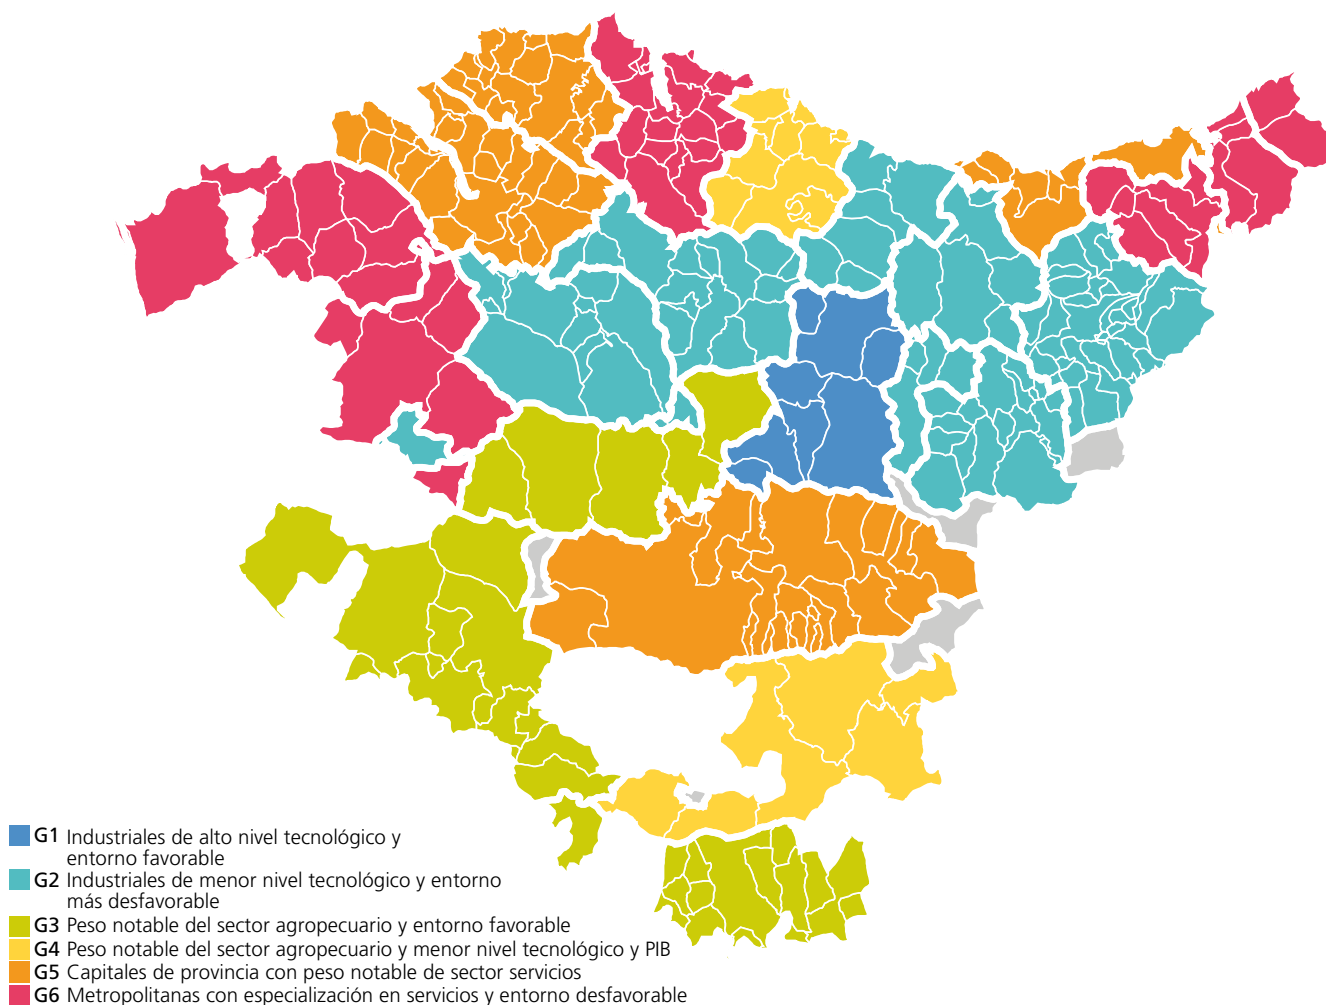 G1 Industriales de alto nivel tecnológico y
entorno favorable
G2 Industriales de menor nivel tecnológico y entorno
más desfavorable
G3 Peso notable del sector agropecuario y entorno favorable
G4 Peso notable del sector agropecuario y menor nivel tecnológico y PIB
G5 Capitales de provincia con peso notable de sector servicios
G6 Metropolitanas con especialización en servicios y entorno desfavorable